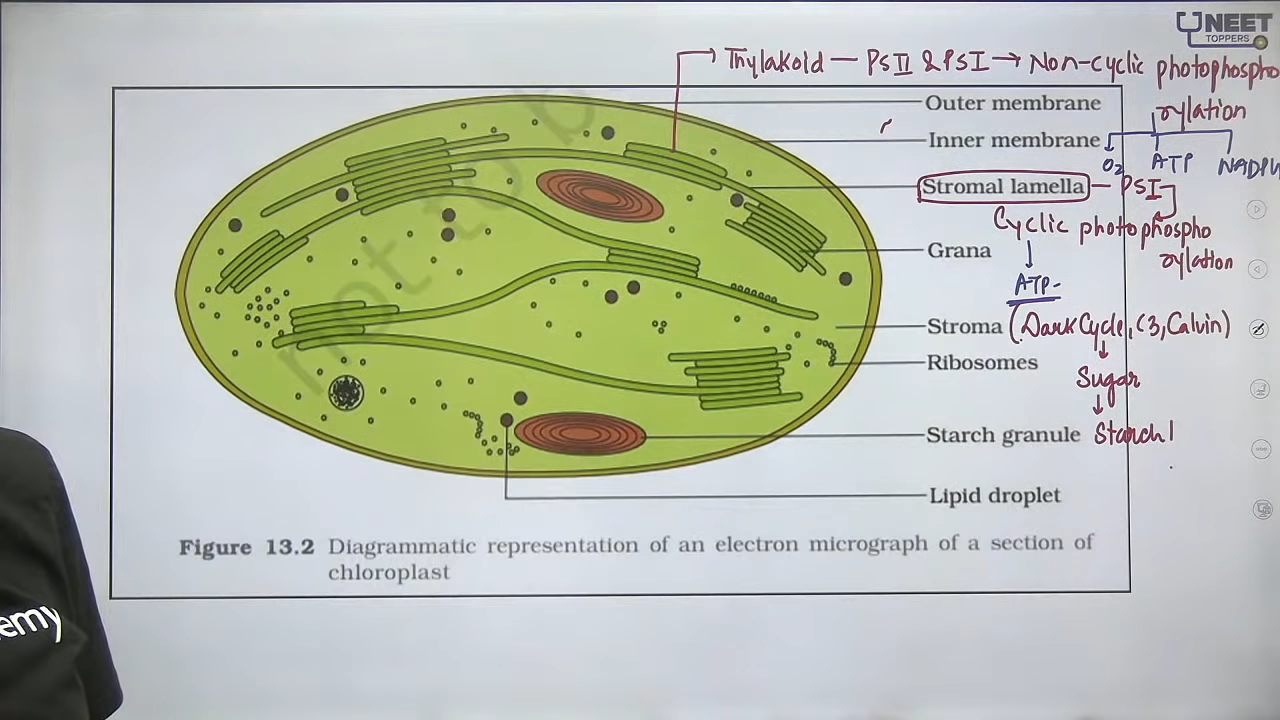 NEET
TOPPERS
Thylakoid — PS II & PS I → Non-cyclic photophospho
rylation
O2 ATP NADPH
Outer membrane
Inner membrane
Stromal lamella — PS I
Cyclic photophospho
rylation
ATP
Grana
Stroma (Dark Cycle, C3, Calvin)
Ribosomes
Sugar
Starch granule Starch
Lipid droplet
not to b
Figure 13.2 Diagrammatic representation of an electron micrograph of a section of
chloroplast
emy